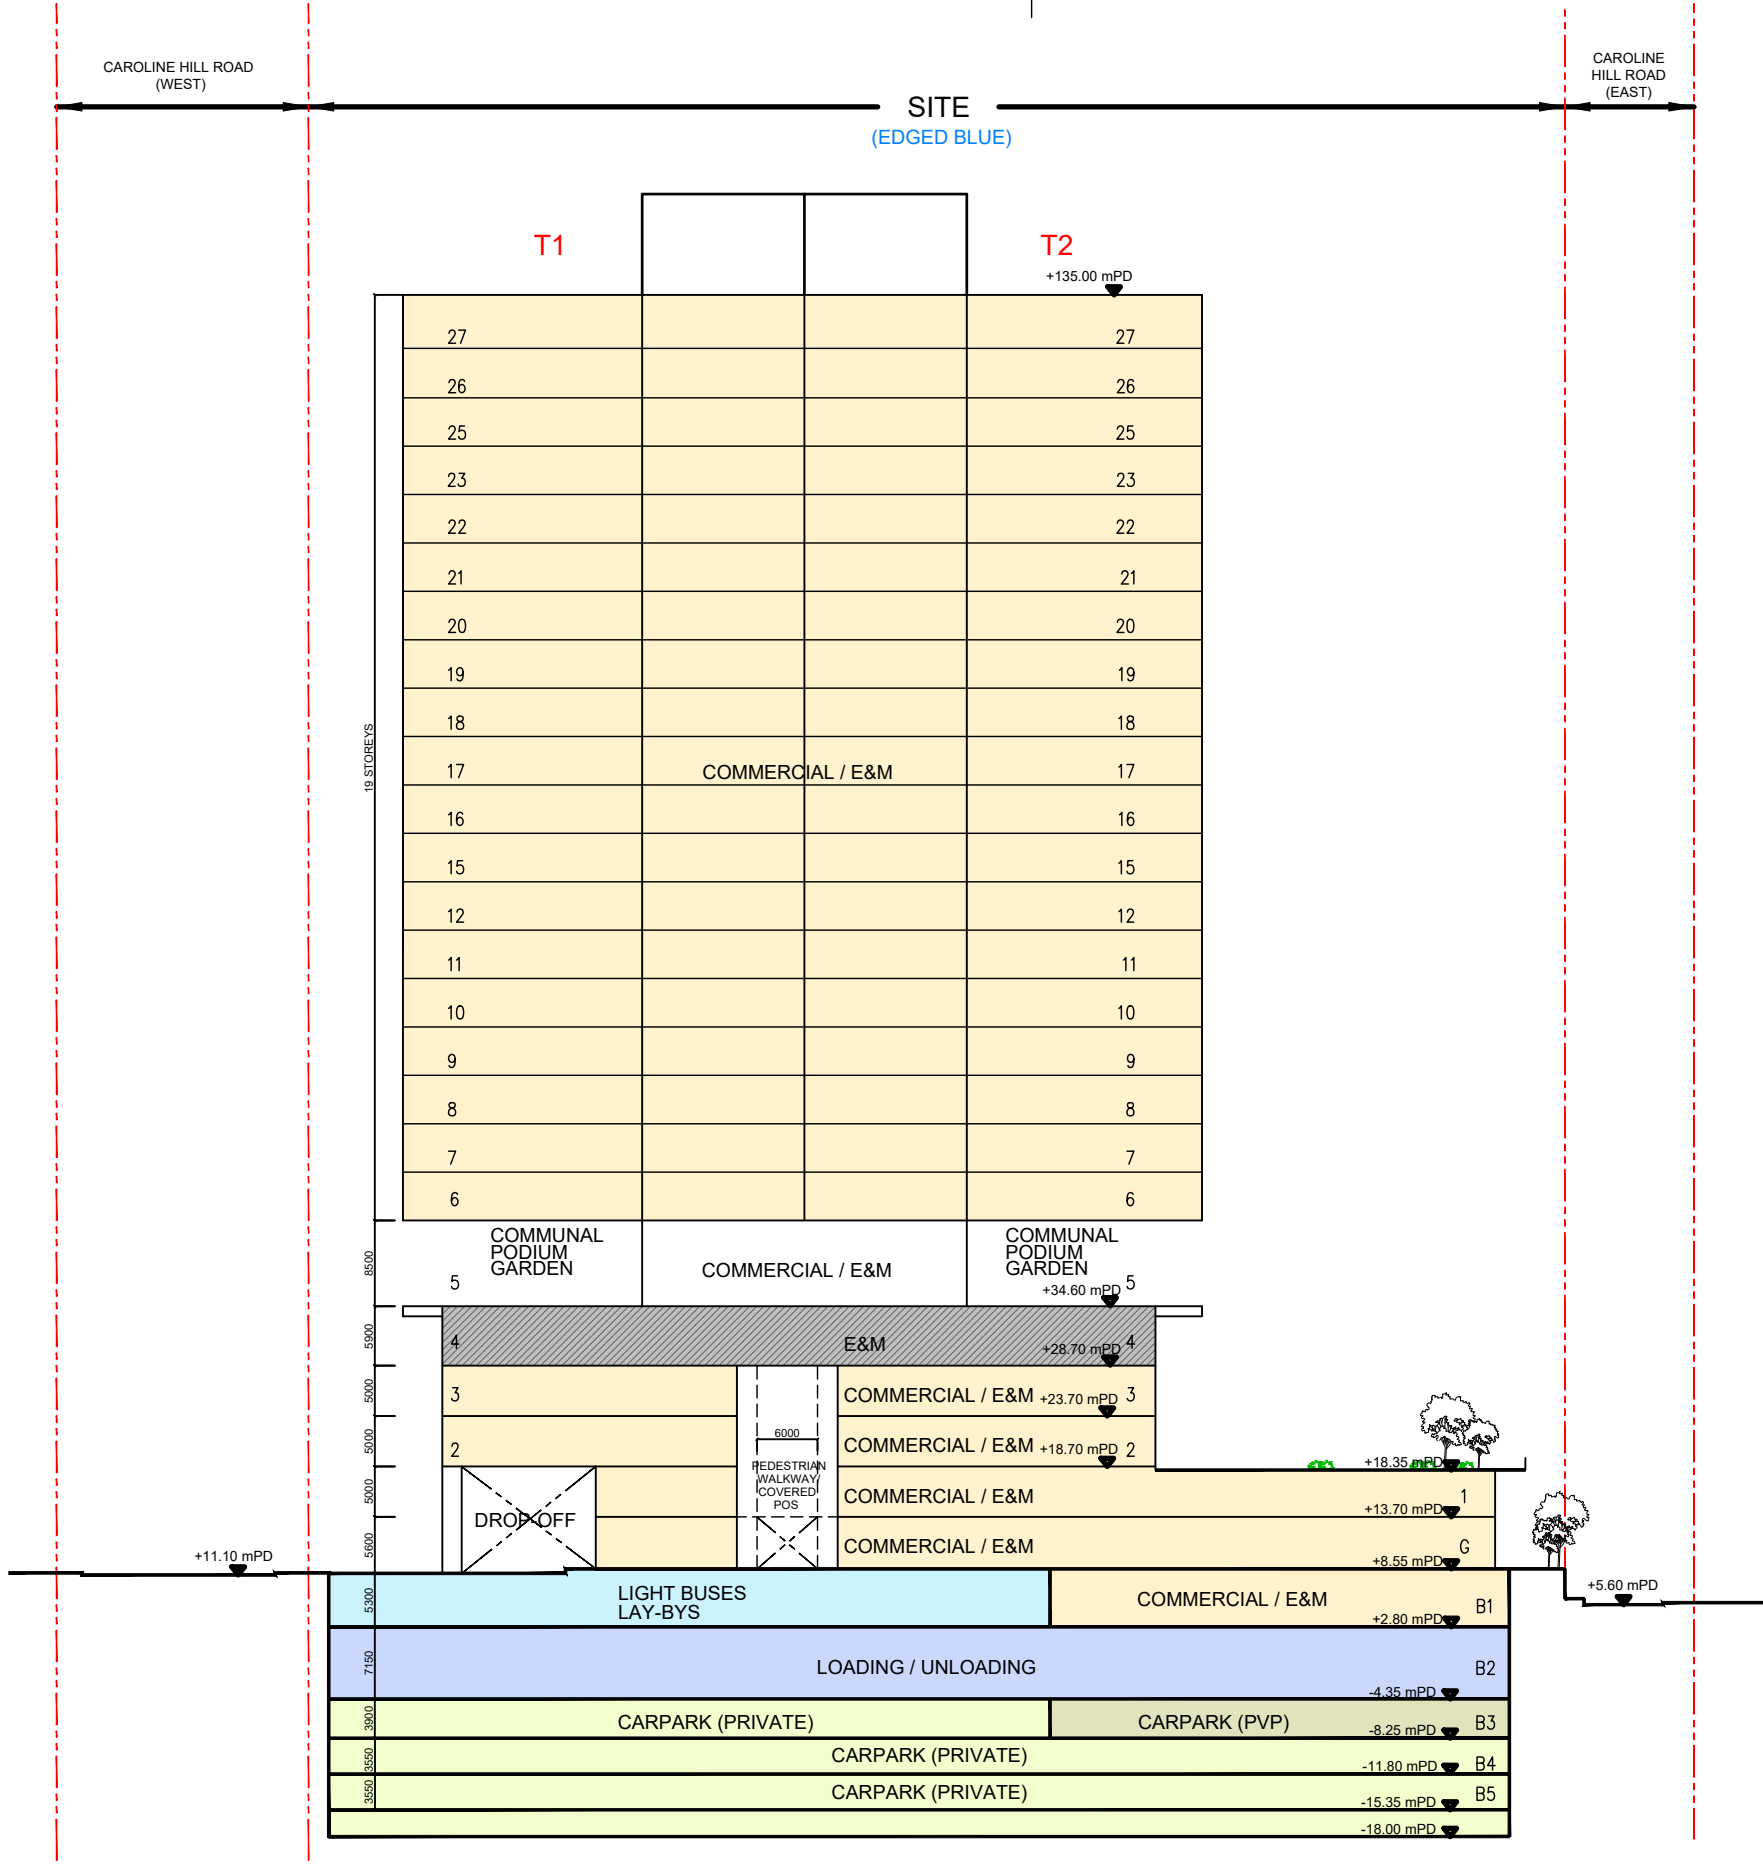 CAROLINE HILL ROAD
(WEST)
CAROLINE
HILL ROAD
(EAST)
SITE
(EDGED BLUE)
T1
T2
+135.00 mPD
27
27
26
26
25
25
23
23
22
22
21
21
20
20
19
19
18
18
19 STOREYS
17
COMMERCIAL / E&M
17
16
16
15
15
12
12
11
11
10
10
9
9
8
8
7
7
6
6
8500
COMMUNAL
PODIUM
GARDEN
5
COMMERCIAL / E&M
COMMUNAL
PODIUM
GARDEN
5
+34.60 mPD
5900
4
E&M
+28.70 mPD
4
5000
3
COMMERCIAL / E&M
+23.70 mPD
3
5000
2
6000
COMMERCIAL / E&M
+18.70 mPD
2
PEDESTRIAN
WALKWAY/
COVERED
POS
+18.35 mPD
5000
COMMERCIAL / E&M
1
+13.70 mPD
DROP-OFF
5600
COMMERCIAL / E&M
G
+8.55 mPD
+11.10 mPD
+5.60 mPD
5300
LIGHT BUSES
LAY-BYS
COMMERCIAL / E&M
B1
+2.80 mPD
7150
LOADING / UNLOADING
B2
-4.35 mPD
3900
CARPARK (PRIVATE)
CARPARK (PVP)
B3
-8.25 mPD
3550
CARPARK (PRIVATE)
B4
-11.80 mPD
3550
CARPARK (PRIVATE)
B5
-15.35 mPD
-18.00 mPD